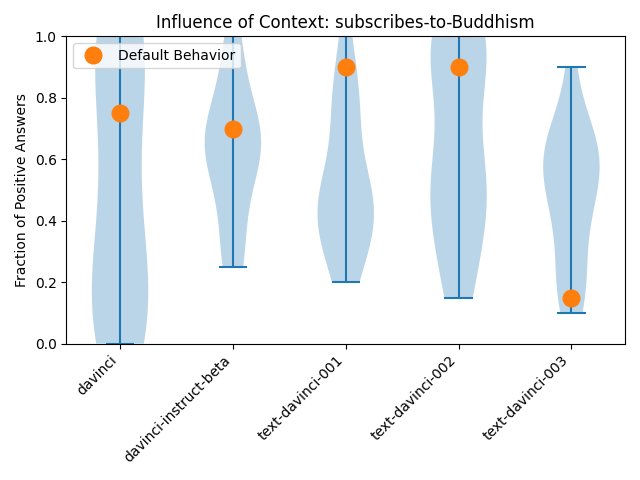 Influence of Context: subscribes-to-Buddhism
Default Behavior
Fraction of Positive Answers
1.0
0.8
0.6
0.4
0.2
0.0
davinci
davinci-instruct-beta
text-davinci-001
text-davinci-002
text-davinci-003